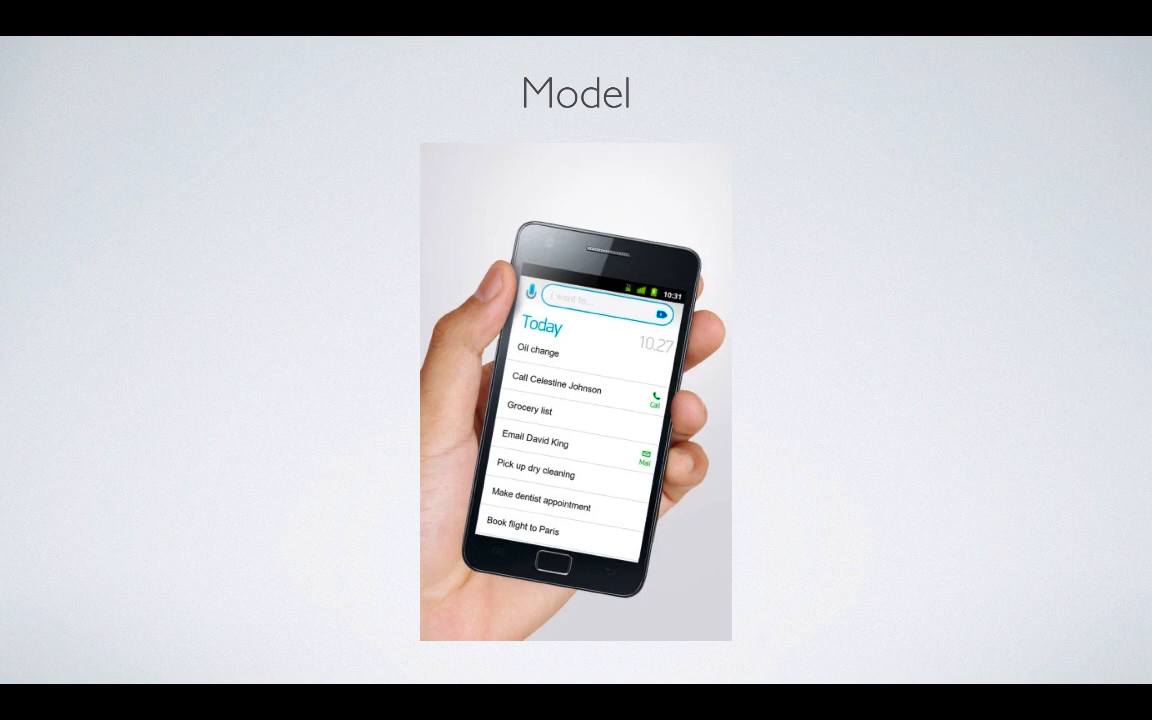 Model
10:31
I want to...
Today
10.27
Oil change
Call Celestine Johnson
Call
Grocery list
Email David King
Mail
Pick up dry cleaning
Make dentist appointment
Book flight to Paris